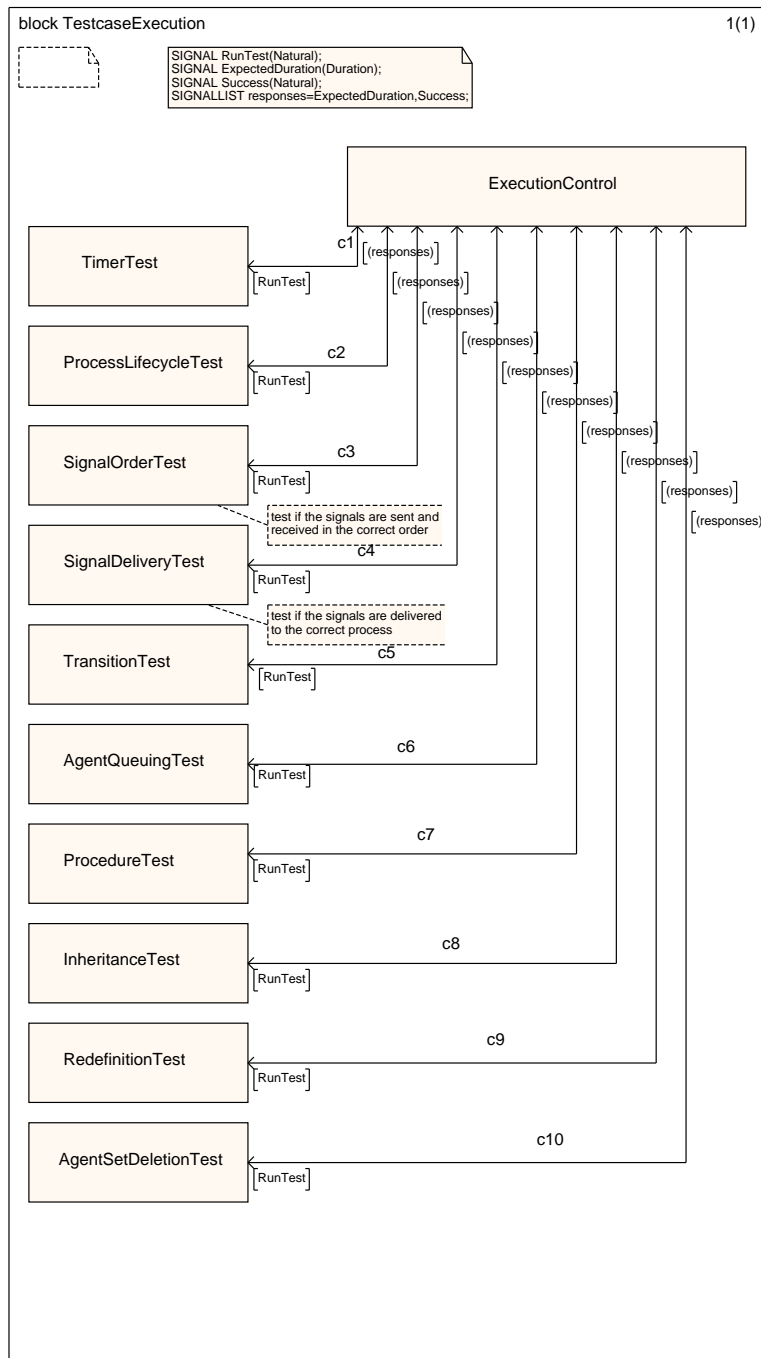 block TestcaseExecution
1(1)
SIGNAL RunTest(Natural);
SIGNAL ExpectedDuration(Duration);
SIGNAL Success(Natural);
SIGNALLIST responses=ExpectedDuration,Success;
ExecutionControl
c1
[(responses)]
TimerTest
[RunTest]
[(responses)]
[(responses)]
[(responses)]
c2
ProcessLifecycleTest
[(responses)]
[RunTest]
[(responses)]
[(responses)]
c3
SignalOrderTest
[(responses)]
[RunTest]
[(responses)]
test if the signals are sent and
received in the correct order
[(responses)]
c4
SignalDeliveryTest
[RunTest]
test if the signals are delivered
to the correct process
c5
TransitionTest
[RunTest]
c6
AgentQueuingTest
[RunTest]
c7
ProcedureTest
[RunTest]
c8
InheritanceTest
[RunTest]
c9
RedefinitionTest
[RunTest]
c10
AgentSetDeletionTest
[RunTest]